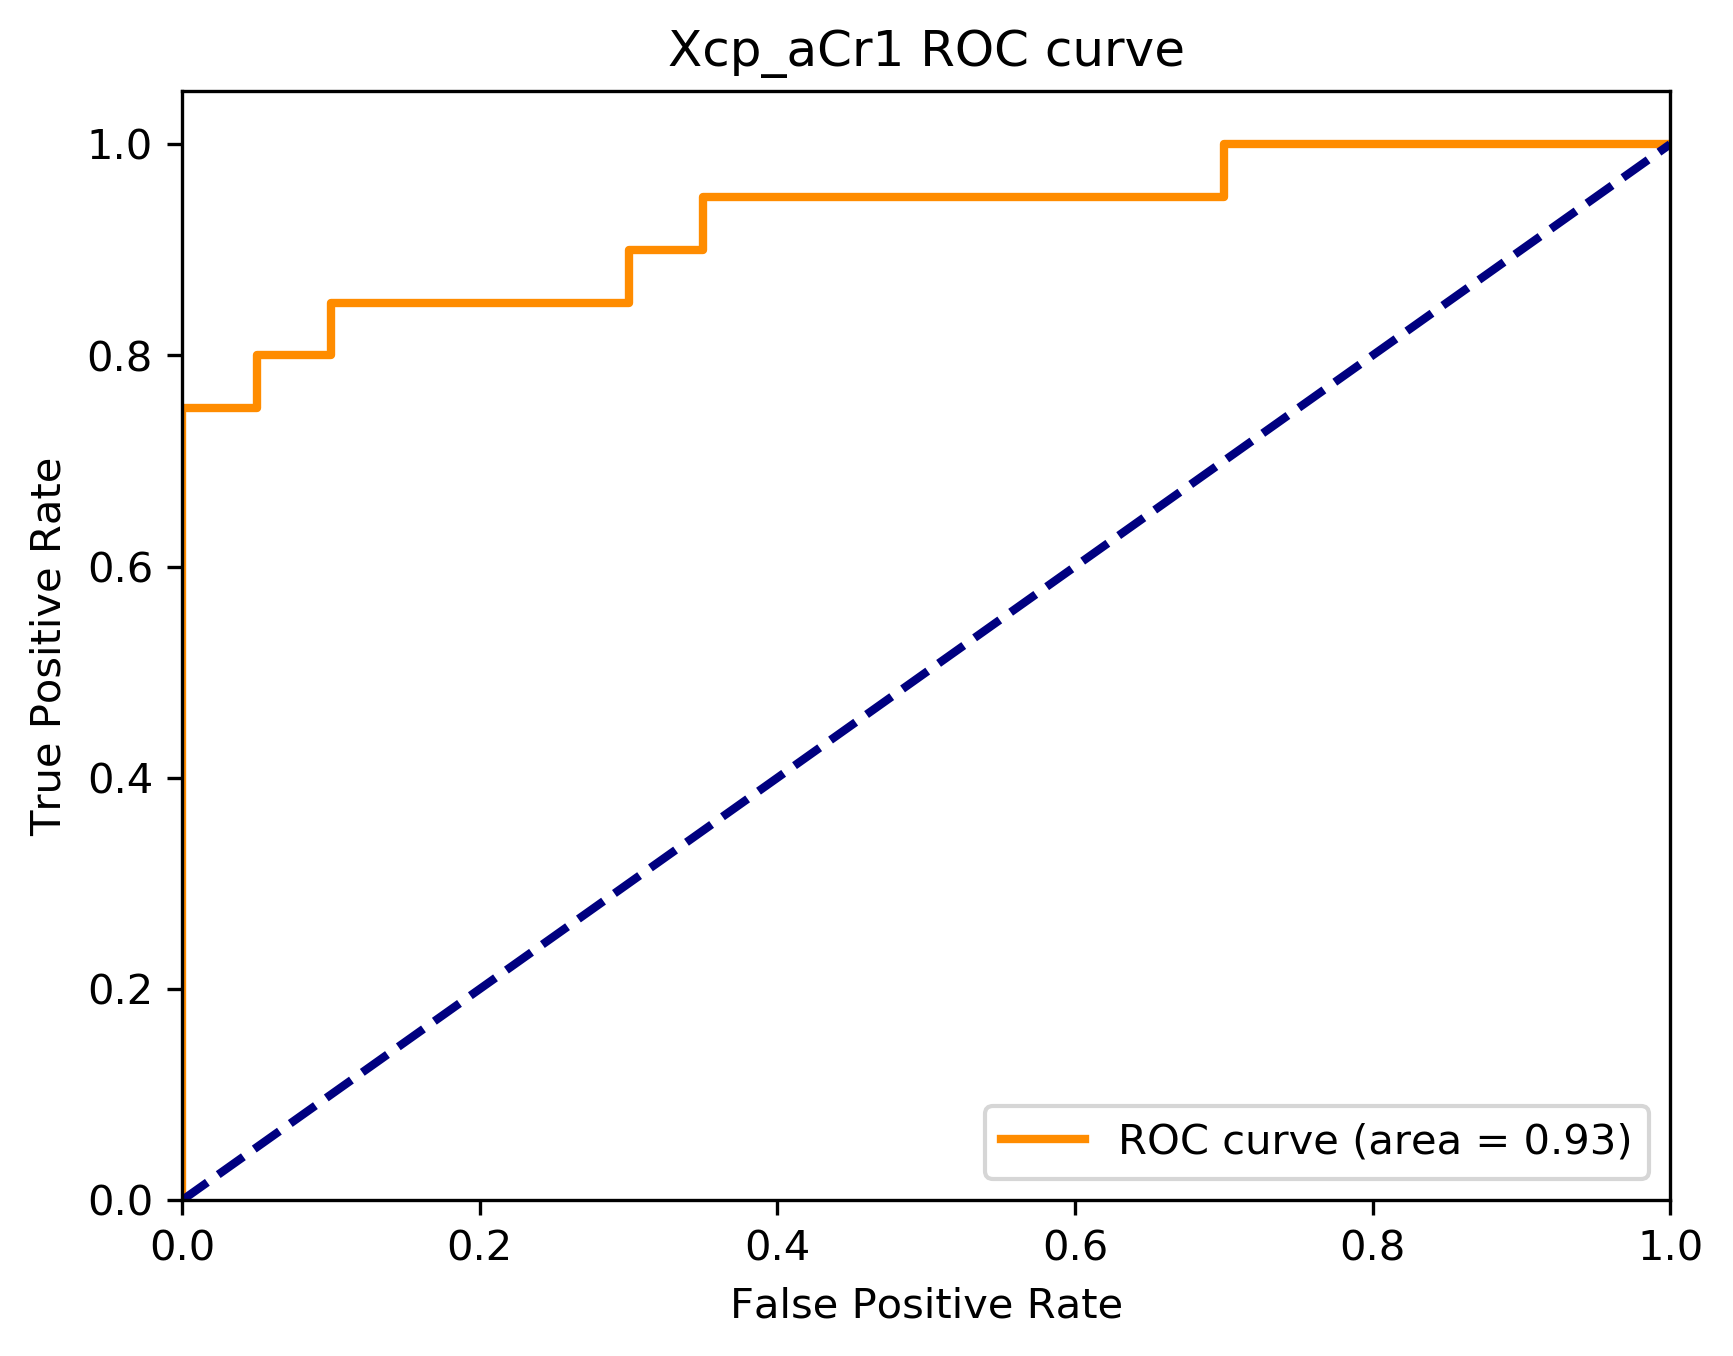 Xcp_aCr1 ROC curve
1.0
0.8
0.6
0.4
0.2
0.0
True Positive Rate
0.0 0.2 0.4 0.6 0.8 1.0
False Positive Rate
ROC curve (area = 0.93)